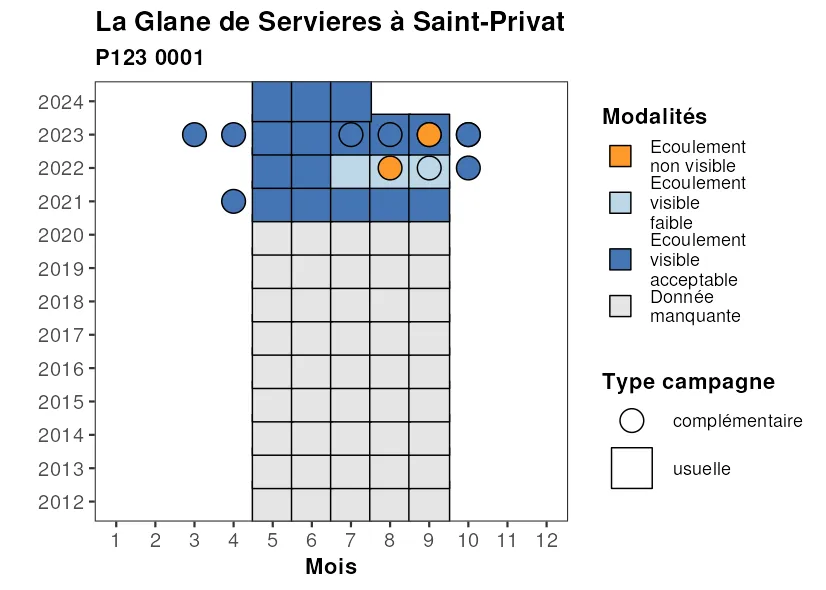 La Glane de Servieres à Saint-Privat
P123 0001
2024
2023
2022
2021
2020
2019
2018
2017
2016
2015
2014
2013
2012
1 2 3 4 5 6 7 8 9 10 11 12
Mois
Modalités
Ecoulement
non visible
Ecoulement
visible
faible
Ecoulement
visible
acceptable
Donnée
manquante
Type campagne
complémentaire
usuelle